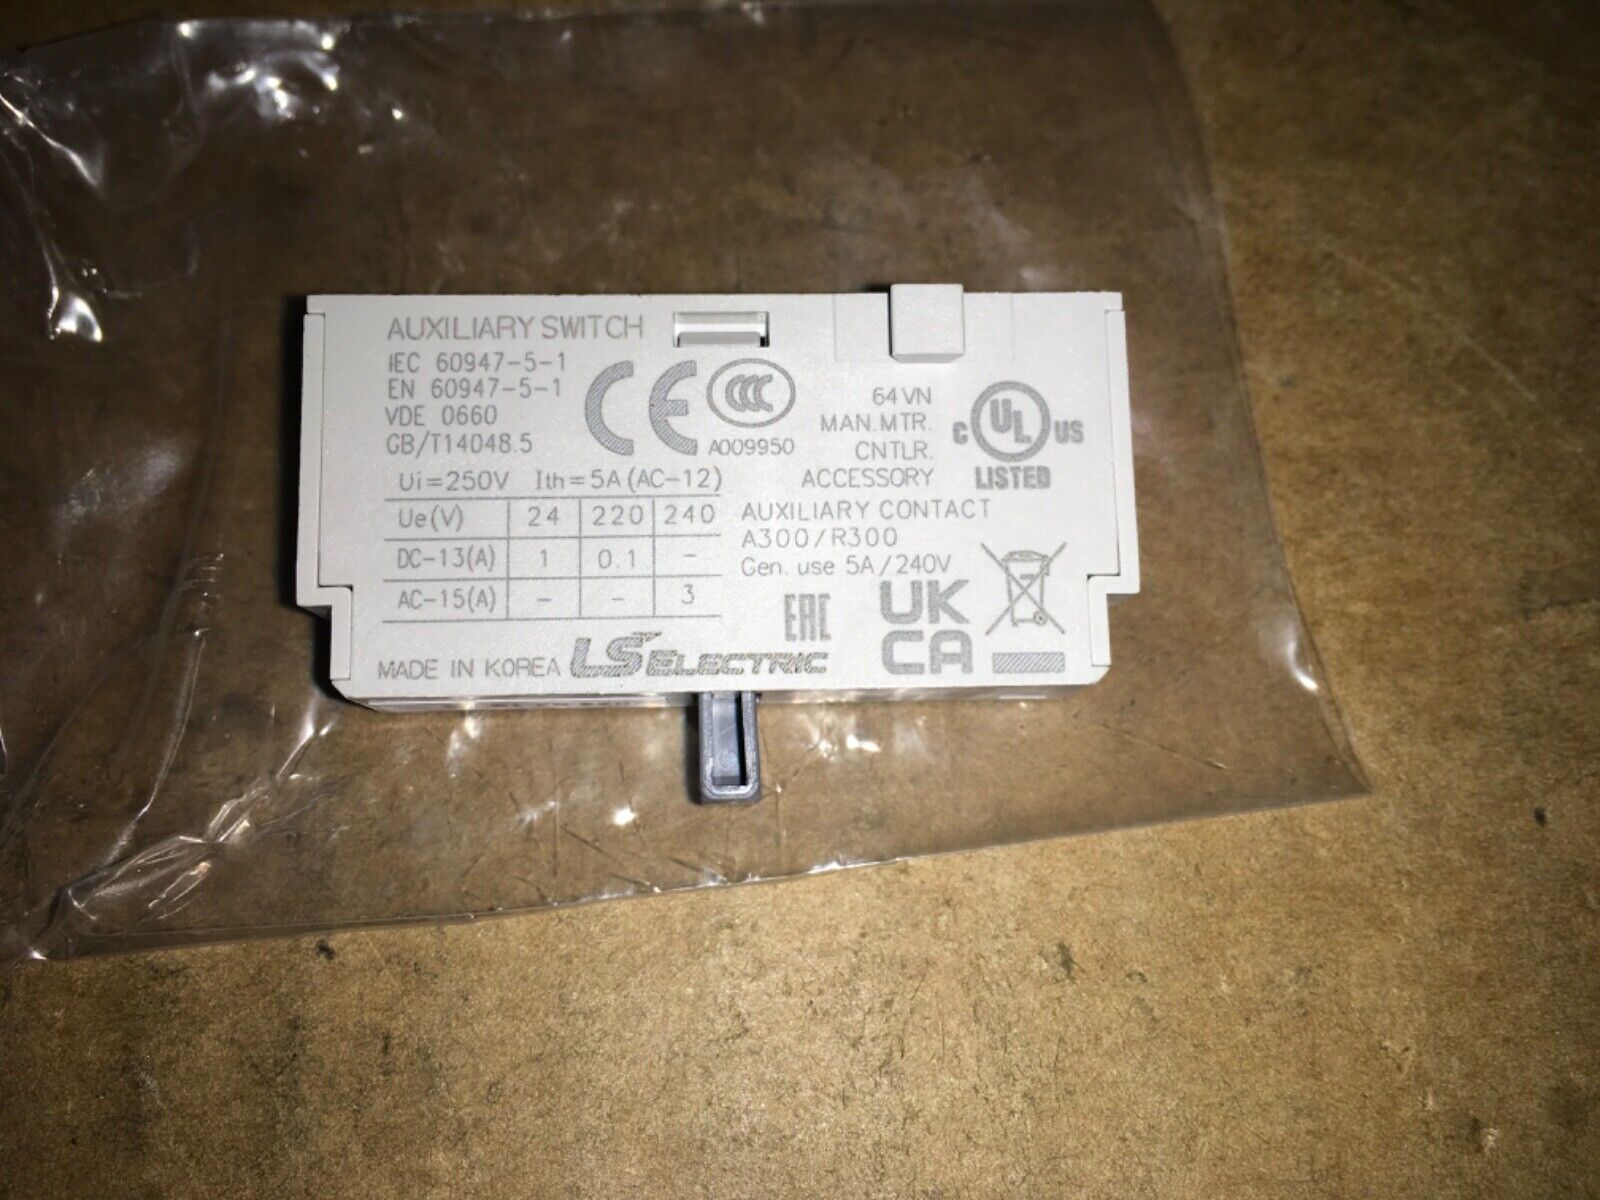 AUXILIARY SWITCH
IEC 60947-5-1
EN 60947-5-1
VDE 0660
GB/T14048.5
CE
CCC
A009950
64VN
MAN.MTR.
CNTLR.
ACCESSORY
C UL US
LISTED
Ui=250V Ith=5A(AC-12)
Ue(V) 24 220 240
DC-13(A) 1 0.1 -
AC-15(A) - - 3
AUXILIARY CONTACT
A300/R300
Gen. use 5A/240V
EAC
UK
CA
MADE IN KOREA LS ELECTRIC